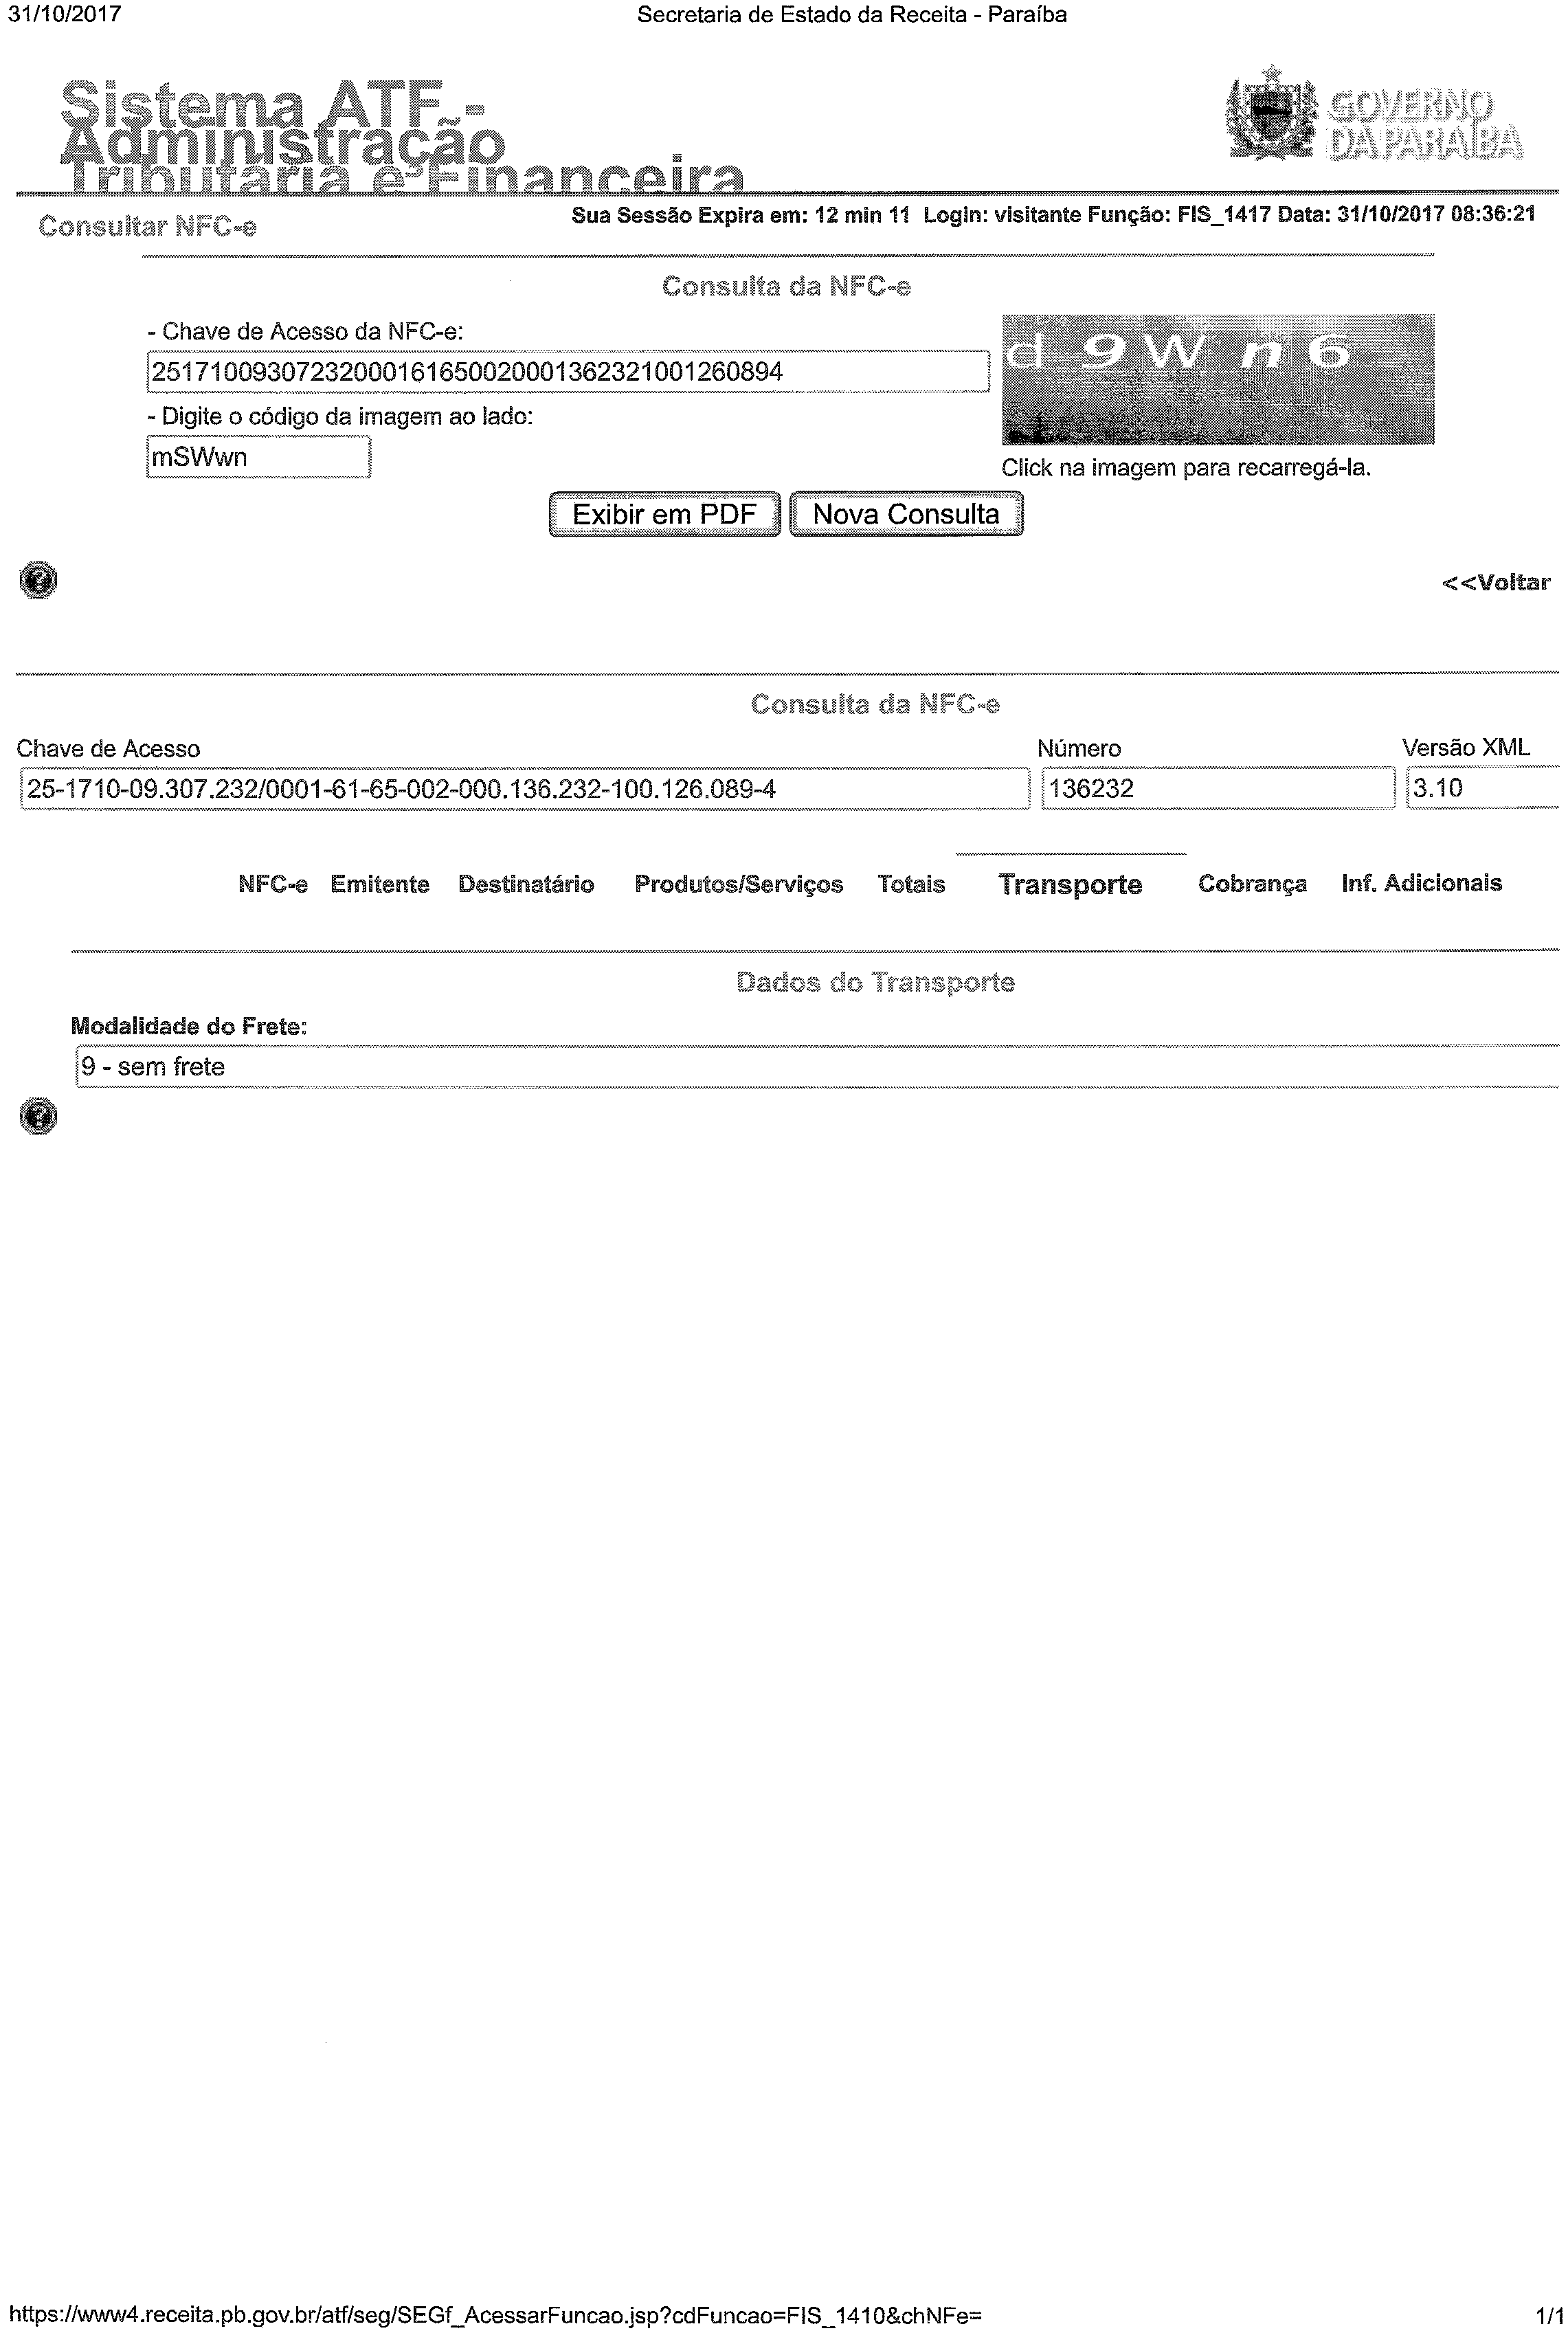 31/10/2017 Secretaria de Estado da Receita - Paraíba
Sistema ATF -
Administração
Tributária e Financeira
GOVERNO
DA PARAÍBA
Consultar NFC-e Sua Sessão Expira em: 12 min 11 Login: visitante Função: FIS_1417 Data: 31/10/2017 08:36:21
Consulta da NFC-e
- Chave de Acesso da NFC-e:
25171009307232000161650020001362321001260894
d 9 W n 6
- Digite o código da imagem ao lado:
mSWwn
Click na imagem para recarregá-la.
Exibir em PDF Nova Consulta
<<Voltar
Consulta da NFC-e
Chave de Acesso Número Versão XML
25-1710-09.307.232/0001-61-65-002-000.136.232-100.126.089-4 136232 3.10
NFC-e Emitente Destinatário Produtos/Serviços Totais Transporte Cobrança Inf. Adicionais
Dados do Transporte
Modalidade do Frete:
9 - sem frete
https://www4.receita.pb.gov.br/atf/seg/SEGf_AcessarFuncao.jsp?cdFuncao=FIS_1410&chNFe= 1/1